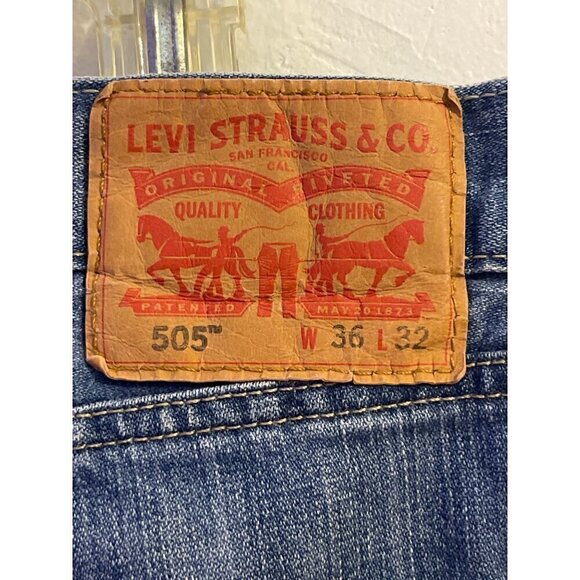 LEVI STRAUSS & CO.
SAN FRANCISCO
CAL.
ORIGINAL RIVETED
QUALITY CLOTHING
PATENTED MAY 20 1873
505™ W 36 L 32